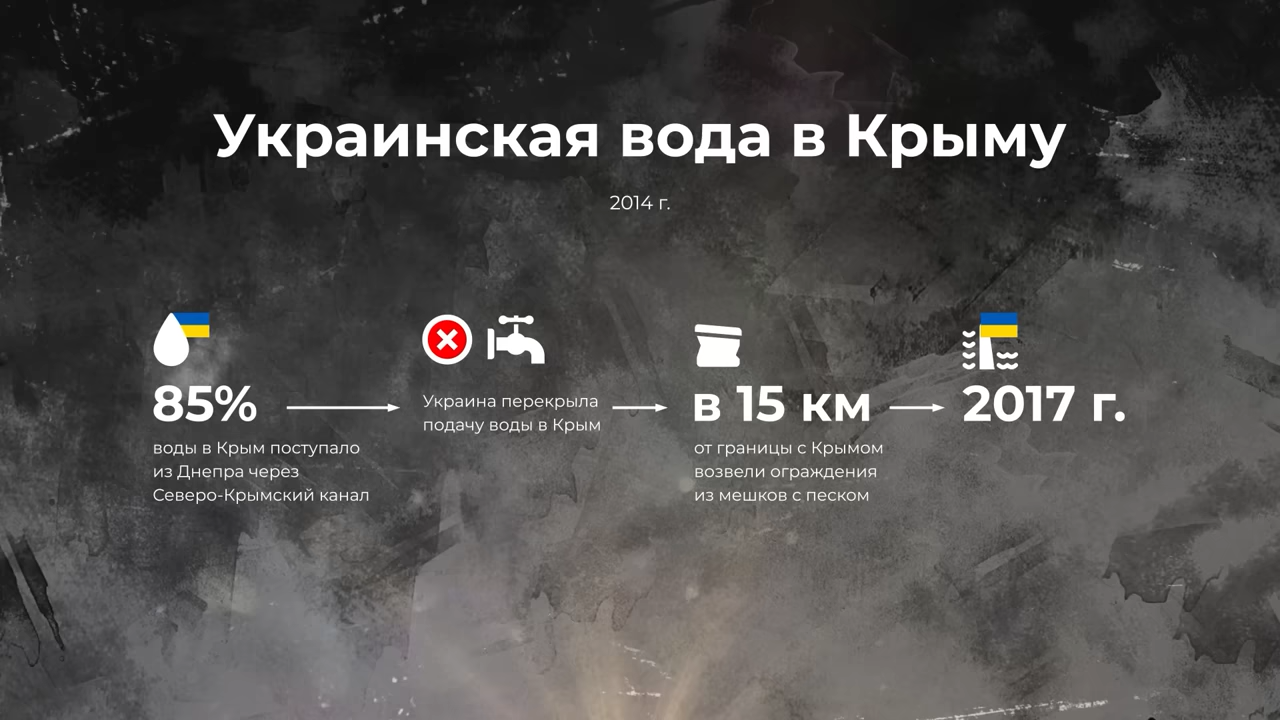 Украинская вода в Крыму
2014 г.
85%
воды в Крым поступало
из Днепра через
Северо-Крымский канал
Украина перекрыла
подачу воды в Крым
в 15 км
от границы с Крымом
возвели ограждения
из мешков с песком
2017 г.